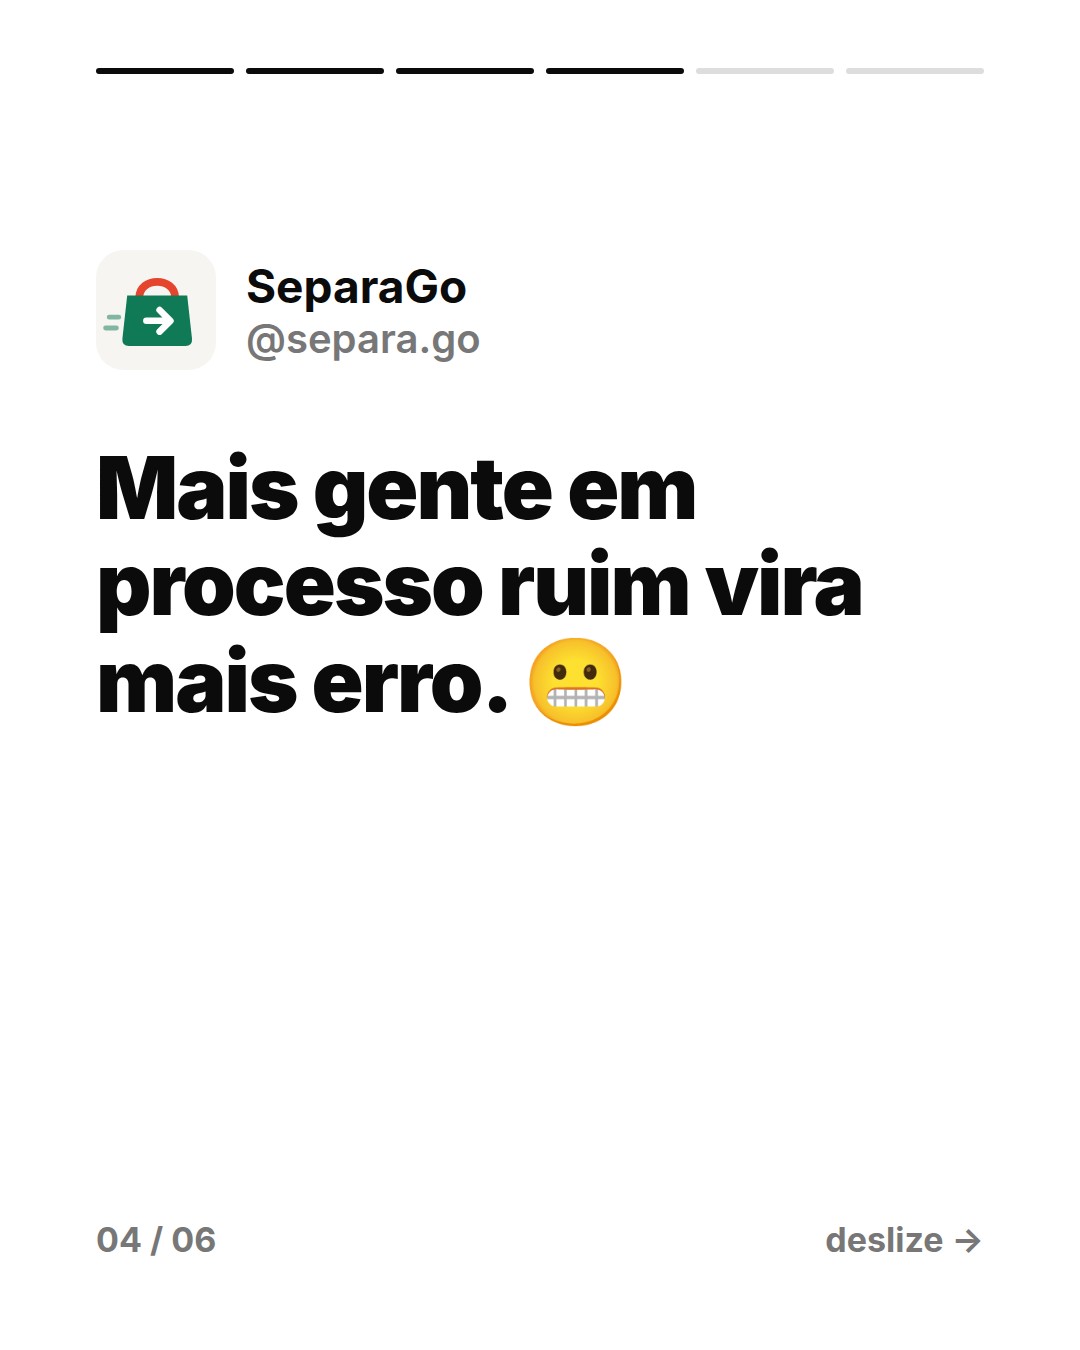 SeparaGo
@separa.go
Mais gente em
processo ruim vira
mais erro. 😬
04 / 06
deslize →